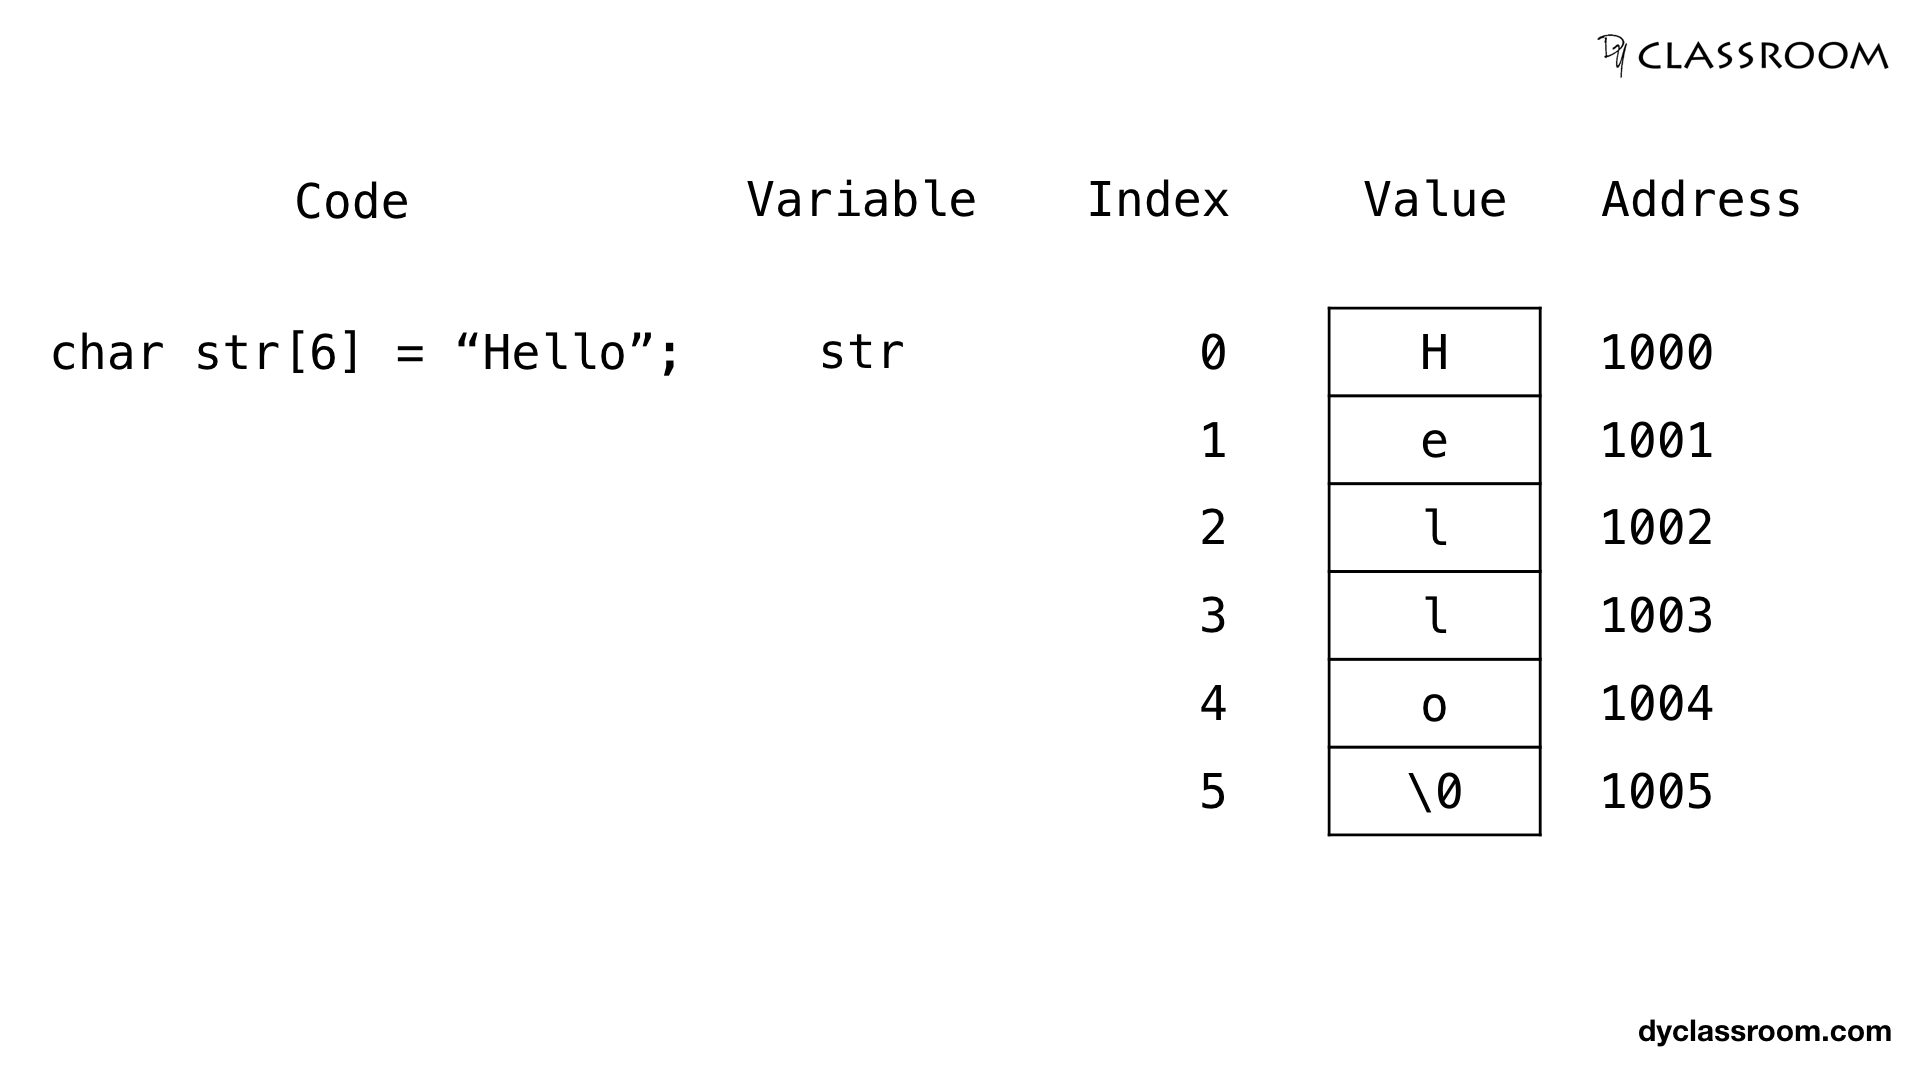 Dy CLASSROOM
Code Variable Index Value Address
char str[6] = “Hello”; str 0 H 1000
1 e 1001
2 l 1002
3 l 1003
4 o 1004
5 \0 1005
dyclassroom.com